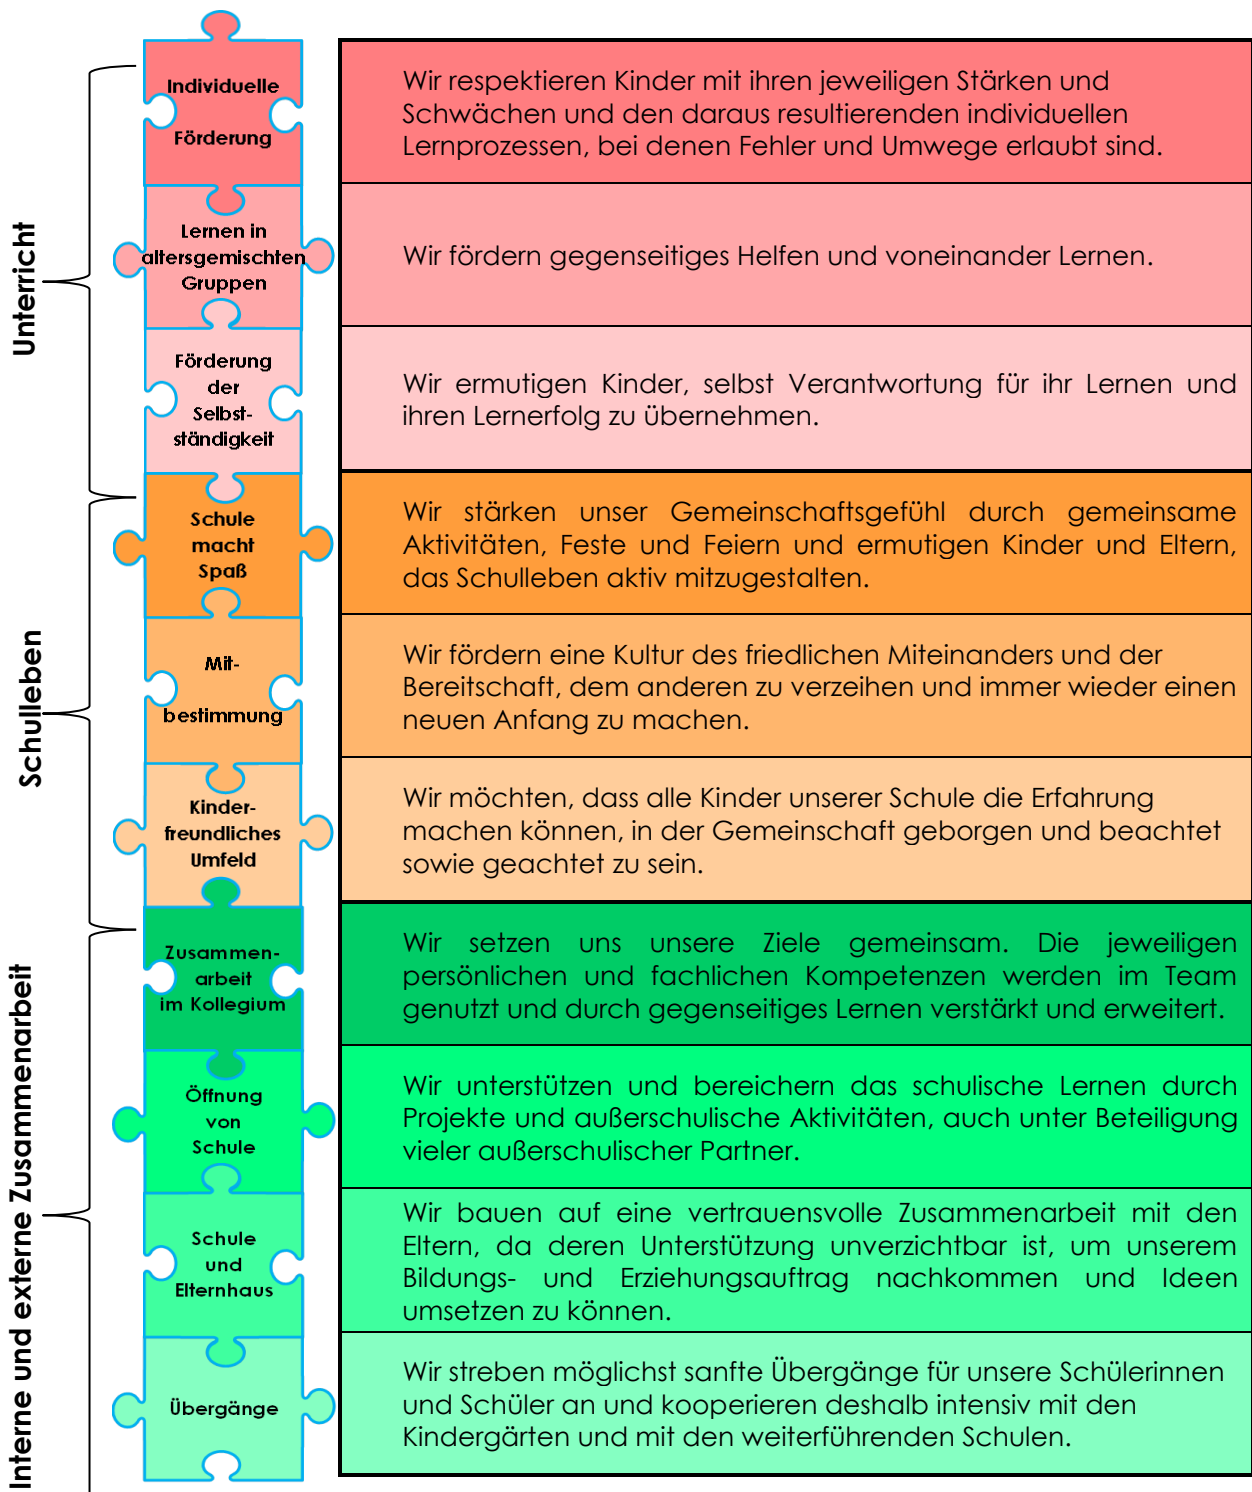 Unterricht
Individuelle
Förderung
Wir respektieren Kinder mit ihren jeweiligen Stärken und
Schwächen und den daraus resultierenden individuellen
Lernprozessen, bei denen Fehler und Umwege erlaubt sind.
Lernen in
altersgemischten
Gruppen
Wir fördern gegenseitiges Helfen und voneinander Lernen.
Förderung
der
Selbst-
ständigkeit
Wir ermutigen Kinder, selbst Verantwortung für ihr Lernen und
ihren Lernerfolg zu übernehmen.
Schulleben
Schule
macht
Spaß
Wir stärken unser Gemeinschaftsgefühl durch gemeinsame
Aktivitäten, Feste und Feiern und ermutigen Kinder und Eltern,
das Schulleben aktiv mitzugestalten.
Mit-
bestimmung
Wir fördern eine Kultur des friedlichen Miteinanders und der
Bereitschaft, dem anderen zu verzeihen und immer wieder einen
neuen Anfang zu machen.
Kinder-
freundliches
Umfeld
Wir möchten, dass alle Kinder unserer Schule die Erfahrung
machen können, in der Gemeinschaft geborgen und beachtet
sowie geachtet zu sein.
Interne und externe Zusammenarbeit
Zusammen-
arbeit
im Kollegium
Wir setzen uns unsere Ziele gemeinsam. Die jeweiligen
persönlichen und fachlichen Kompetenzen werden im Team
genutzt und durch gegenseitiges Lernen verstärkt und erweitert.
Öffnung
von
Schule
Wir unterstützen und bereichern das schulische Lernen durch
Projekte und außerschulische Aktivitäten, auch unter Beteiligung
vieler außerschulischer Partner.
Schule
und
Elternhaus
Wir bauen auf eine vertrauensvolle Zusammenarbeit mit den
Eltern, da deren Unterstützung unverzichtbar ist, um unserem
Bildungs- und Erziehungsauftrag nachkommen und Ideen
umsetzen zu können.
Übergänge
Wir streben möglichst sanfte Übergänge für unsere Schülerinnen
und Schüler an und kooperieren deshalb intensiv mit den
Kindergärten und mit den weiterführenden Schulen.